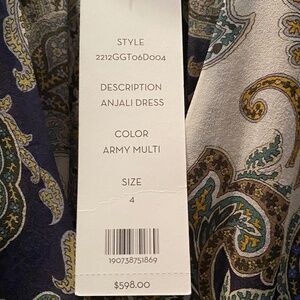 STYLE
2212GGT06D004
DESCRIPTION
ANJALI DRESS
COLOR
ARMY MULTI
SIZE
4
190738751869
$598.00